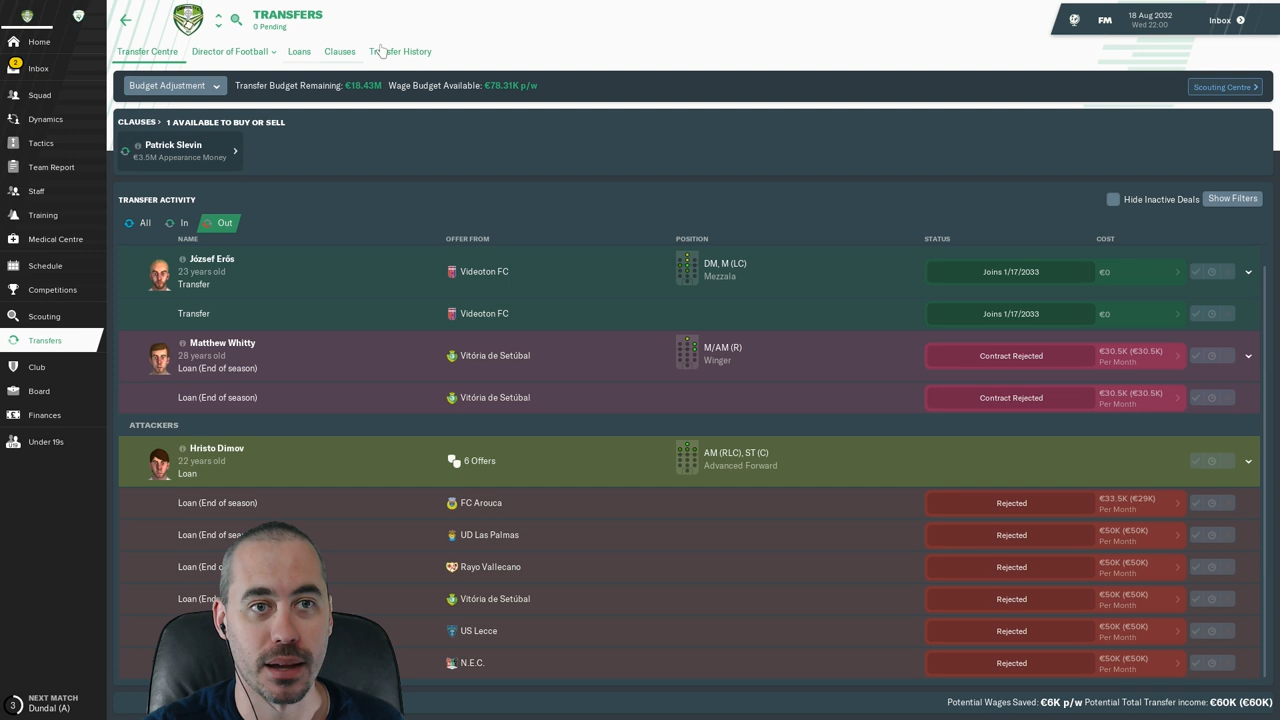 TRANSFERS
0 Pending
18 Aug 2032
Wed 22:00
FM
Inbox
Transfer Centre
Director of Football
Loans
Clauses
Transfer History
Home
2
Inbox
Squad
Dynamics
Tactics
Team Report
Staff
Training
Medical Centre
Schedule
Competitions
Scouting
Transfers
Club
Board
Finances
Under 19s
3
NEXT MATCH
Dundal (A)
Budget Adjustment
Transfer Budget Remaining: €18.43M
Wage Budget Available: €78.31K p/w
Scouting Centre
CLAUSES
1 AVAILABLE TO BUY OR SELL
Patrick Slevin
€3.5M Appearance Money
TRANSFER ACTIVITY
Hide Inactive Deals
Show Filters
All
In
Out
NAME
OFFER FROM
POSITION
STATUS
COST
József Erős
23 years old
Transfer
Videoton FC
DM, M (LC)
Mezzala
Joins 1/17/2033
€0
Transfer
Videoton FC
Joins 1/17/2033
€0
Matthew Whitty
28 years old
Loan (End of season)
Vitória de Setúbal
M/AM (R)
Winger
Contract Rejected
€30.5K (€30.5K)
Per Month
Loan (End of season)
Vitória de Setúbal
Contract Rejected
€30.5K (€30.5K)
Per Month
ATTACKERS
Hristo Dimov
22 years old
Loan
6 Offers
AM (RLC), ST (C)
Advanced Forward
Loan (End of season)
FC Arouca
Rejected
€33.5K (€29K)
Per Month
Loan (End of sea
UD Las Palmas
Rejected
€50K (€50K)
Per Month
Loan (End
Rayo Vallecano
Rejected
€50K (€50K)
Per Month
Loan (End
Vitória de Setúbal
Rejected
€50K (€50K)
Per Month
US Lecce
Rejected
€50K (€50K)
Per Month
N.E.C.
Rejected
€50K (€50K)
Per Month
Potential Wages Saved: €6K p/w Potential Total Transfer income: €60K (€60K)